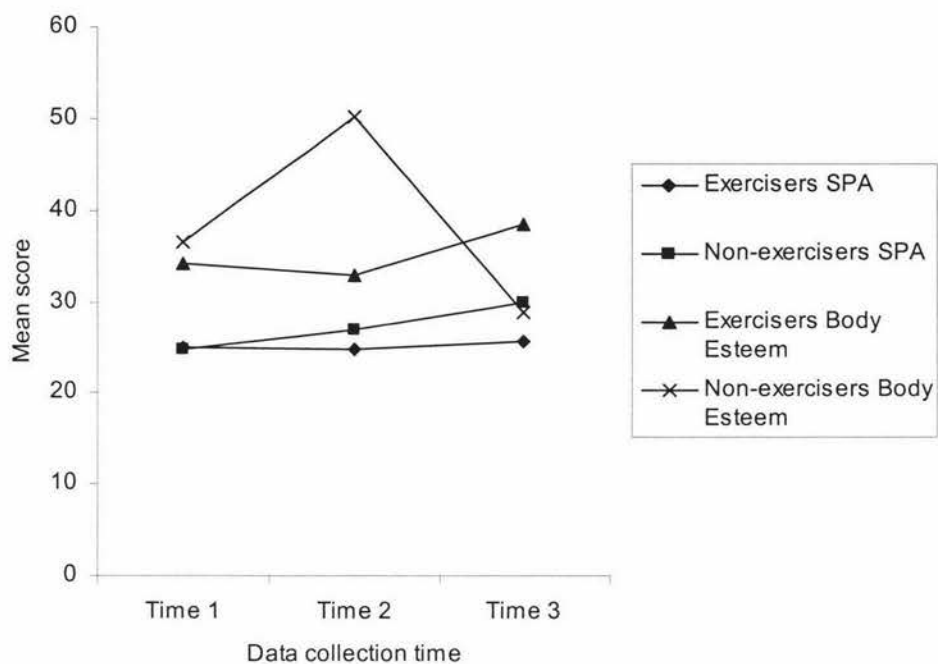 60
50
40
30
20
10
0
Mean score
Time 1
Time 2
Time 3
Data collection time
Exercisers SPA
Non-exercisers SPA
Exercisers Body
Esteem
Non-exercisers Body
Esteem